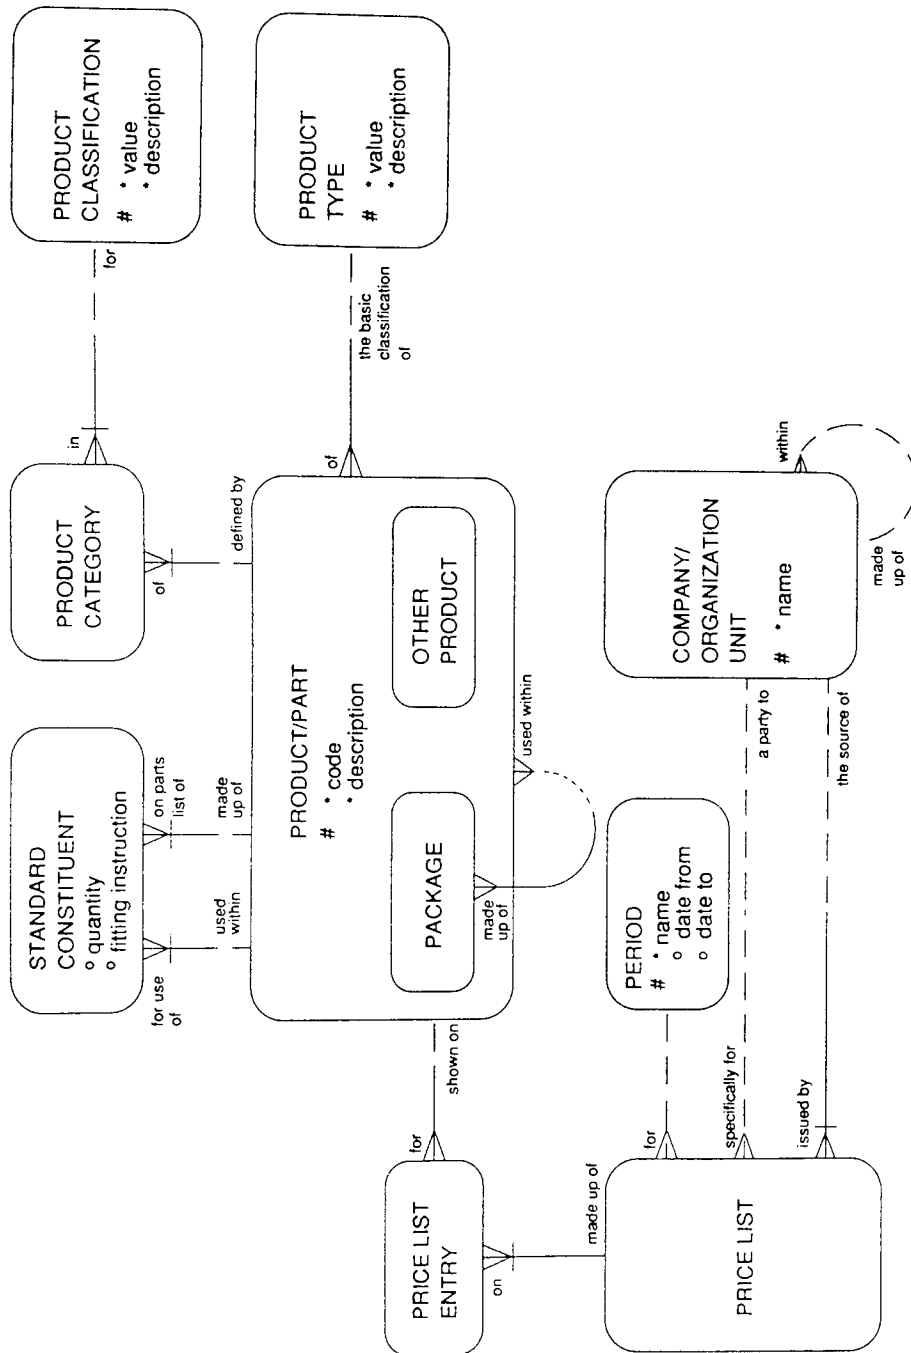 PRODUCT
CLASSIFICATION
# * value
* description
for
in
PRODUCT
TYPE
# * value
* description
the basic
classification
of
of
PRODUCT
CATEGORY
of
defined by
STANDARD
CONSTITUENT
o quantity
o fitting instruction
on parts
list of
made
up of
for use
of
used
within
PRODUCT/PART
# * code
* description
OTHER
PRODUCT
PACKAGE
made
up of
used within
shown on
for
PRICE LIST
ENTRY
on
made up of
PRICE LIST
for
specifically for
issued by
PERIOD
# * name
o date from
o date to
a party to
the source of
COMPANY/
ORGANIZATION
UNIT
# * name
within
made
up of